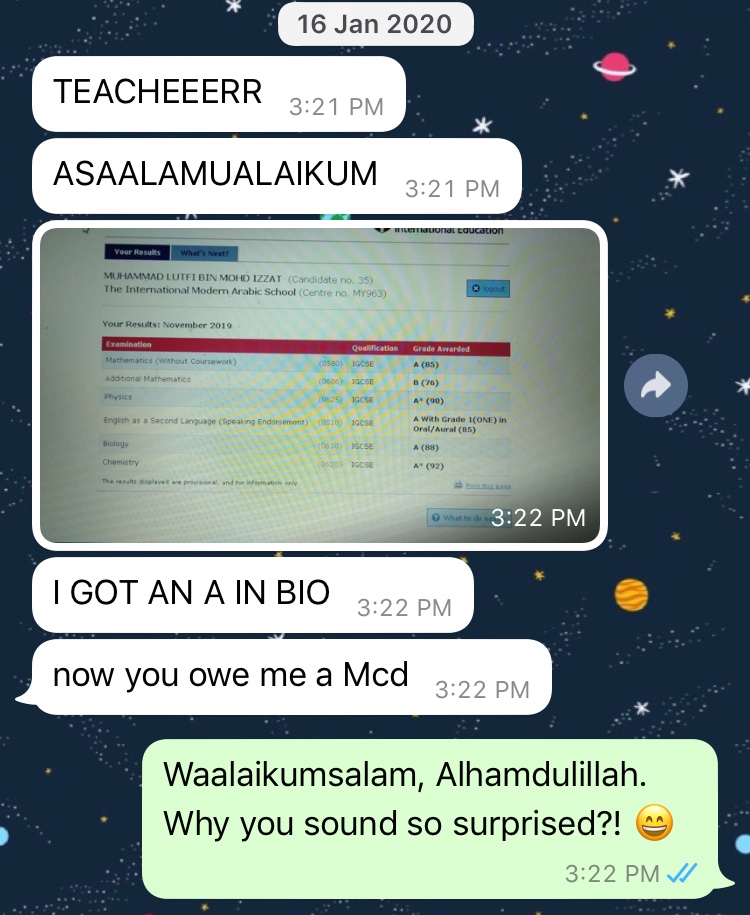 16 Jan 2020
TEACHEEERR 3:21 PM
ASAALAMUALAIKUM 3:21 PM
International Education
Your Results What's Next?
MUHAMMAD LUTFI BIN MOHD IZZAT (Candidate no. 35)
The International Modern Arabic School (Centre no. MY963)
logout
Your Results: November 2019
Examination Qualification Grade Awarded
Mathematics (Without Coursework) (0580) IGCSE A (85)
Additional Mathematics (0606) IGCSE B (76)
Physics (0625) IGCSE A* (90)
English as a Second Language (Speaking Endorsement) (0510) IGCSE A With Grade 1(ONE) in
Oral/Aural (85)
Biology (0610) IGCSE A (88)
Chemistry (0620) IGCSE A* (92)
The results displayed are provisional, and for information only
Print this page
What to do
3:22 PM
I GOT AN A IN BIO 3:22 PM
now you owe me a Mcd 3:22 PM
Waalaikumsalam, Alhamdulillah.
Why you sound so surprised?! 😄
3:22 PM